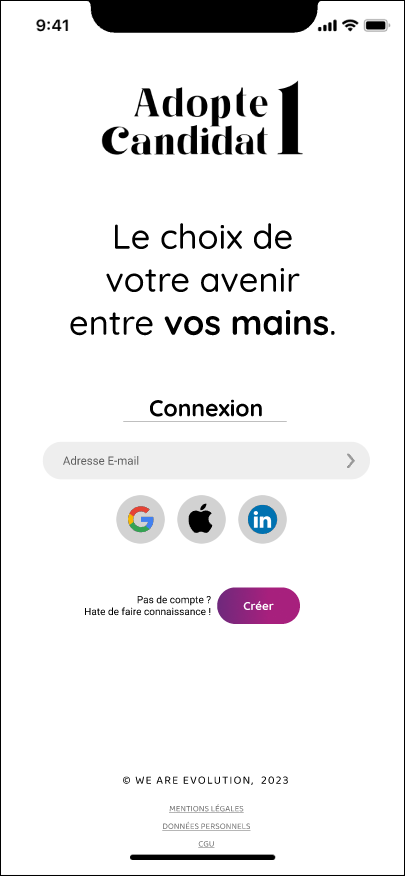 9:41
Adopte 1
Candidat
Le choix de
votre avenir
entre vos mains.
Connexion
Adresse E-mail
G
in
Pas de compte ?
Hate de faire connaissance !
Créer
© WE ARE EVOLUTION, 2023
MENTIONS LÉGALES
DONNÉES PERSONNELS
CGU